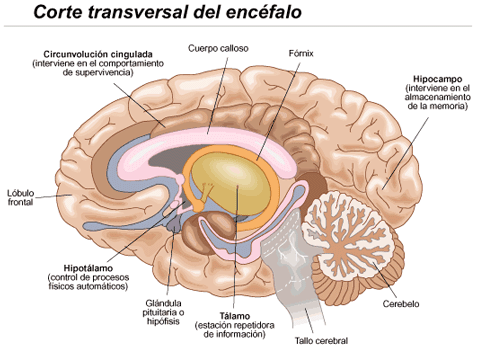 Corte transversal del encéfalo
Circunvolución cingulada
(interviene en el comportamiento
de supervivencia)
Cuerpo calloso
Fórnix
Hipocampo
(interviene en el
almacenamiento
de la memoria)
Lóbulo
frontal
Hipotálamo
(control de procesos
físicos automáticos)
Glándula
pituitaria o
hipófisis
Tálamo
(estación repetidora
de información)
Tallo cerebral
Cerebelo